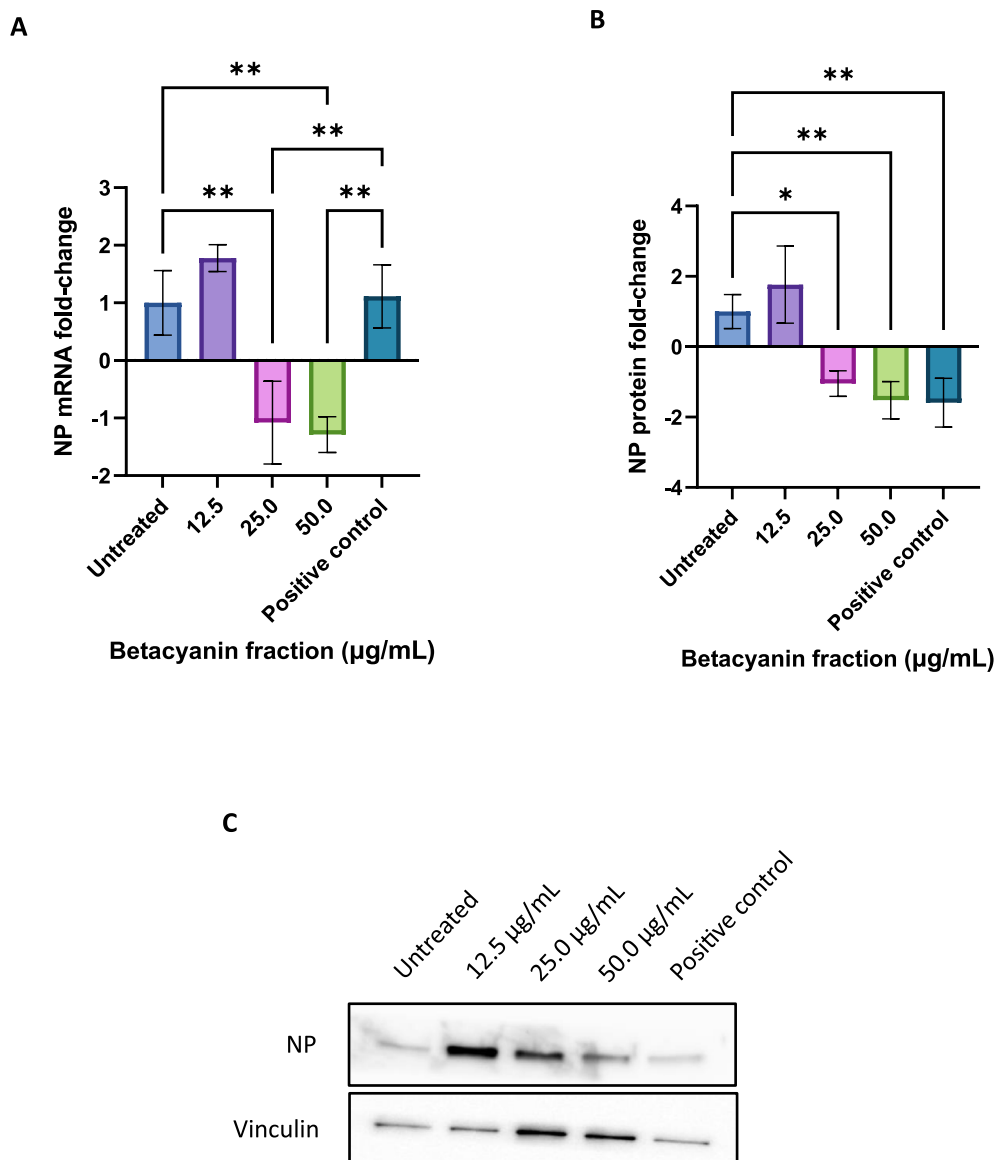 A
**
**
**
**
3
2
1
0
-1
-2
NP mRNA fold-change
Untreated
12.5
25.0
50.0
Positive control
Betacyanin fraction (µg/mL)
B
**
**
*
4
2
0
-2
-4
NP protein fold-change
Untreated
12.5
25.0
50.0
Positive control
Betacyanin fraction (µg/mL)
C
Untreated
12.5 µg/mL
25.0 µg/mL
50.0 µg/mL
Positive control
NP
Vinculin